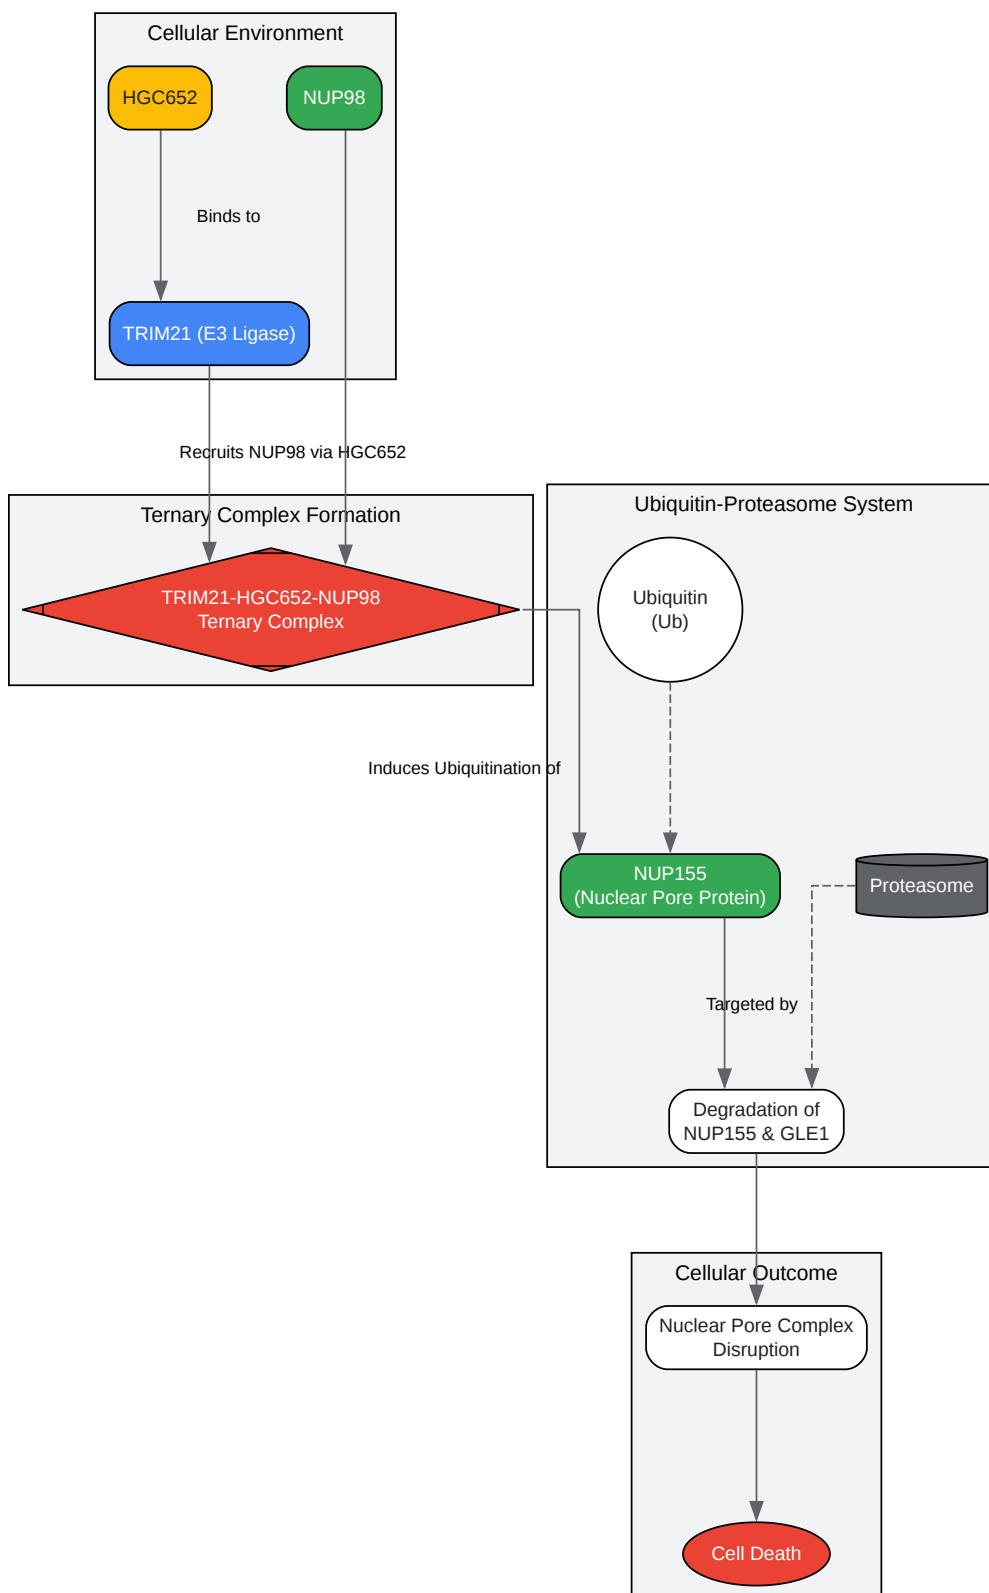 Cellular Environment
HGC652
NUP98
Binds to
TRIM21 (E3 Ligase)
Recruits NUP98 via HGC652
Ternary Complex Formation
TRIM21-HGC652-NUP98
Ternary Complex
Ubiquitin-Proteasome System
Ubiquitin
(Ub)
Induces Ubiquitination of
NUP155
(Nuclear Pore Protein)
Proteasome
Targeted by
Degradation of
NUP155 & GLE1
Cellular Outcome
Nuclear Pore Complex
Disruption
Cell Death